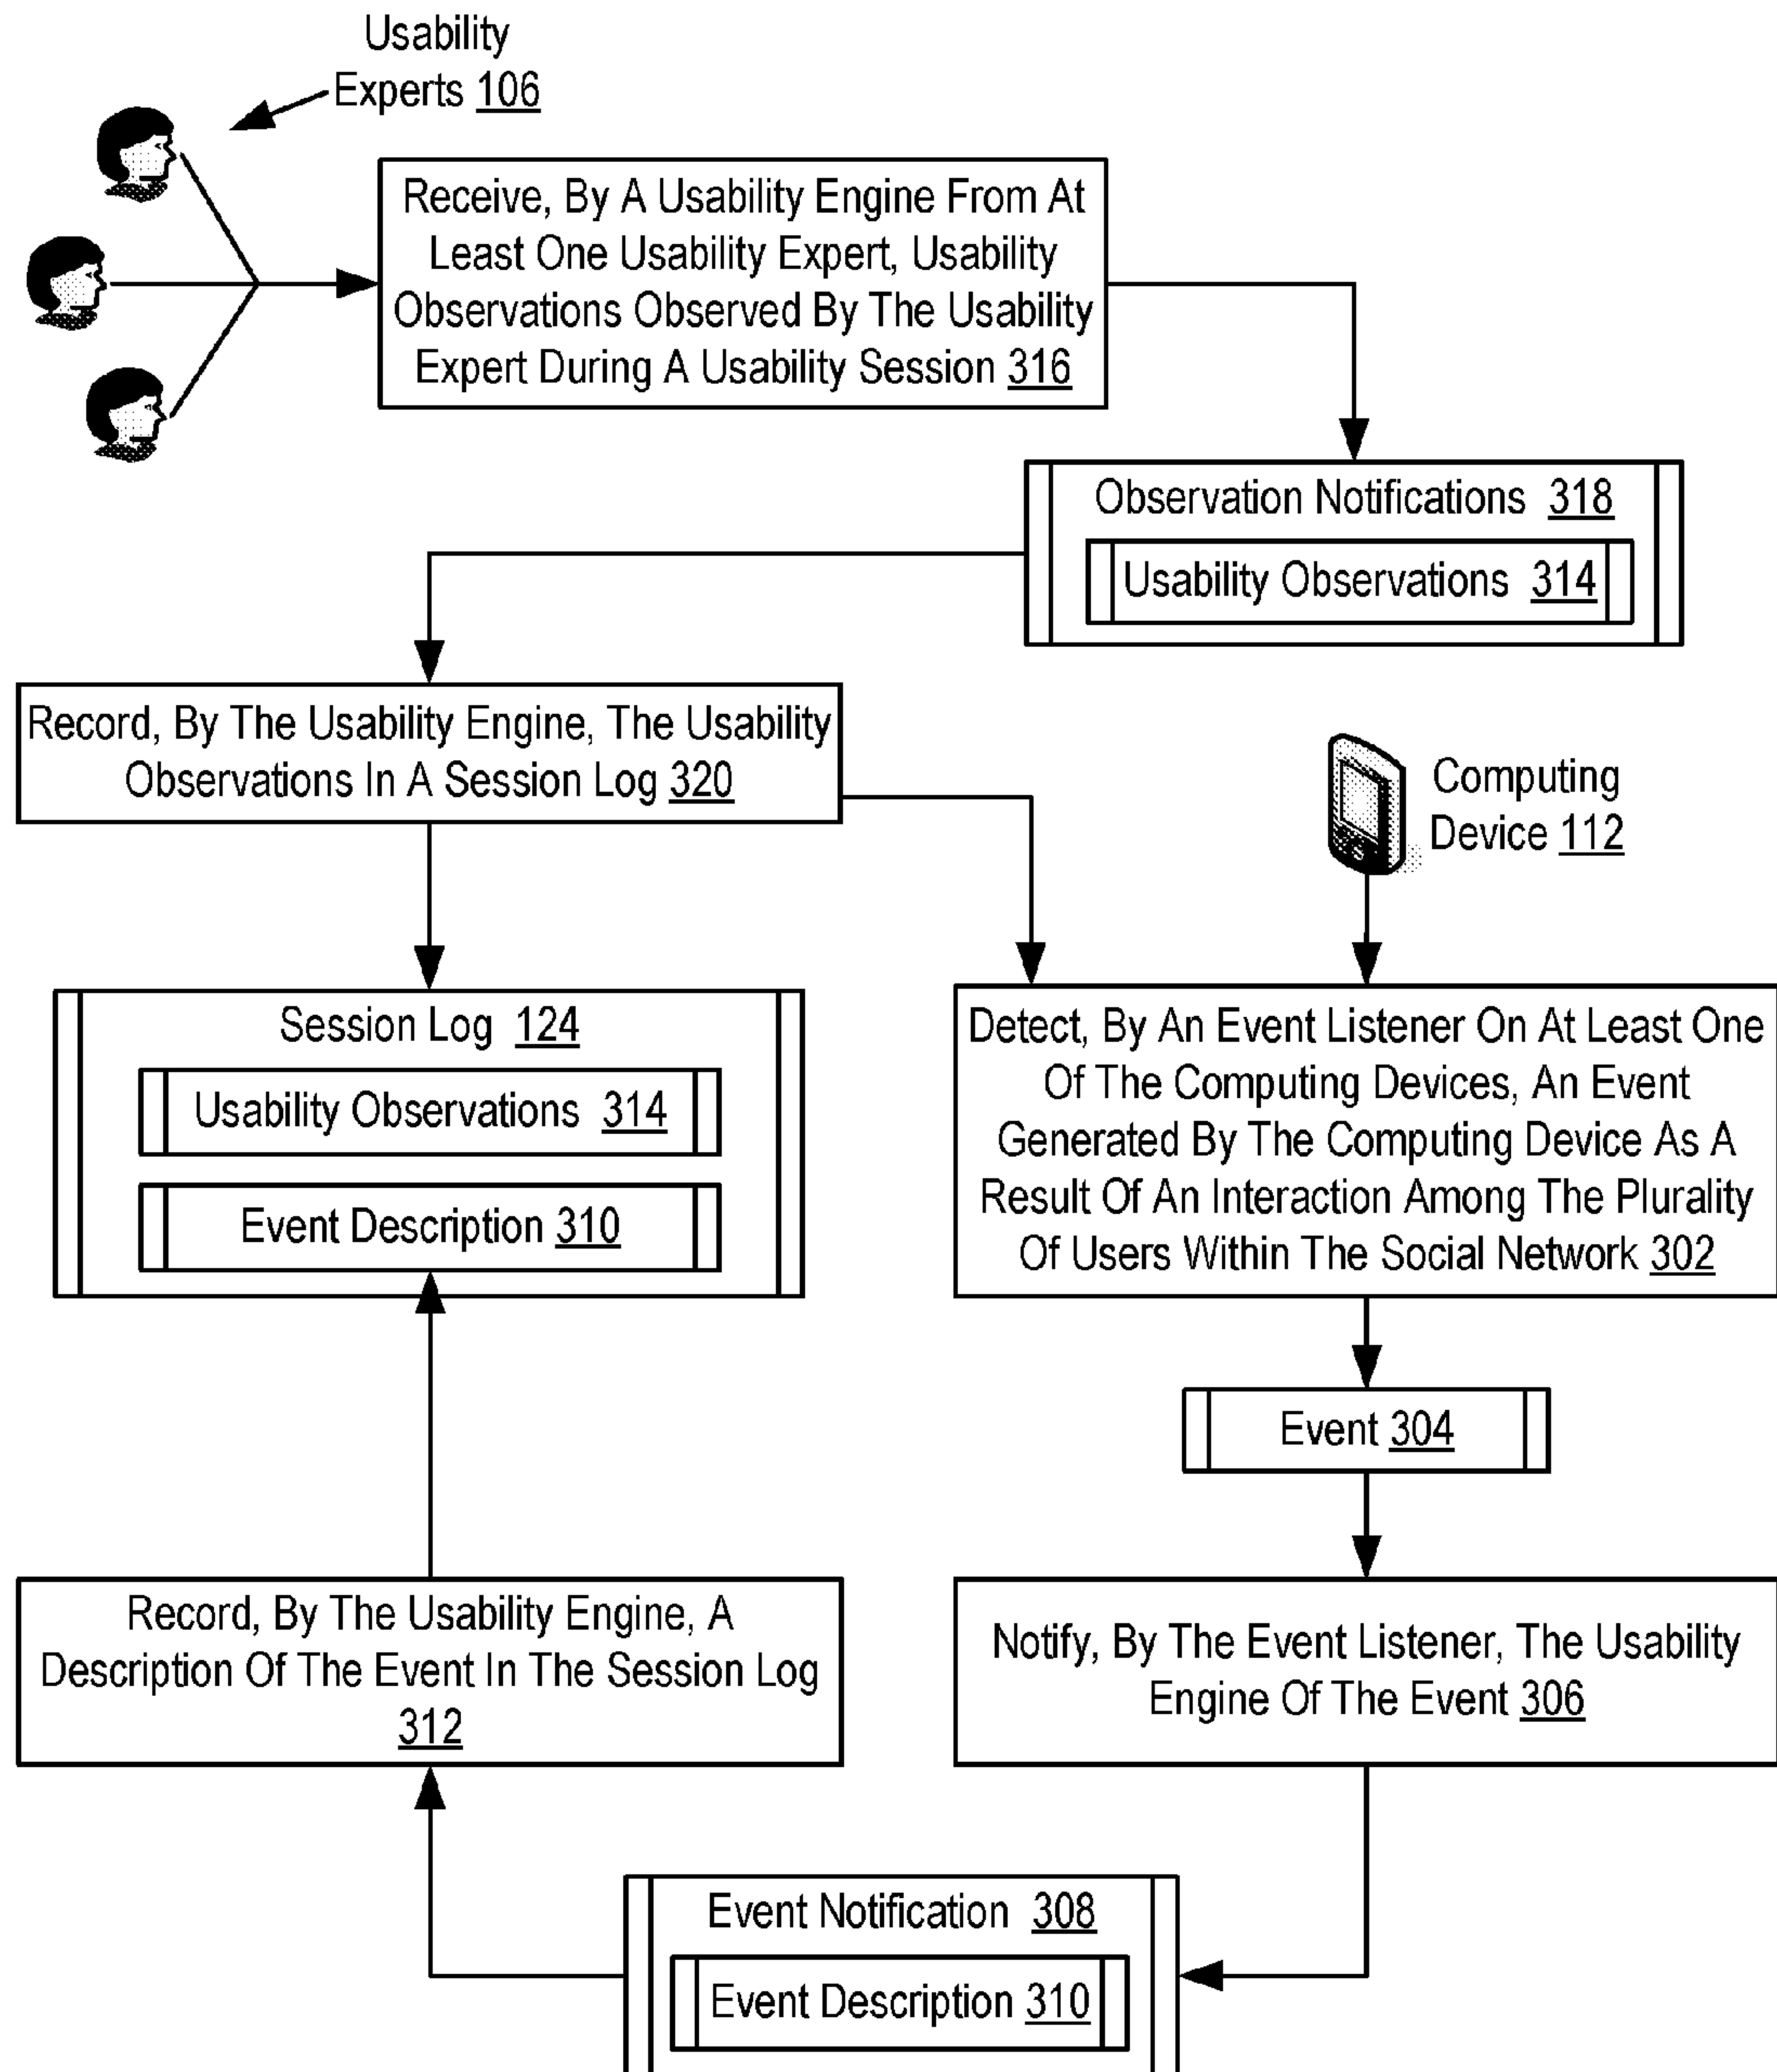 Usability
Experts 106
Receive, By A Usability Engine From At
Least One Usability Expert, Usability
Observations Observed By The Usability
Expert During A Usability Session 316
Observation Notifications 318
Usability Observations 314
Record, By The Usability Engine, The Usability
Observations In A Session Log 320
Computing
Device 112
Session Log 124
Usability Observations 314
Event Description 310
Detect, By An Event Listener On At Least One
Of The Computing Devices, An Event
Generated By The Computing Device As A
Result Of An Interaction Among The Plurality
Of Users Within The Social Network 302
Event 304
Record, By The Usability Engine, A
Description Of The Event In The Session Log
312
Notify, By The Event Listener, The Usability
Engine Of The Event 306
Event Notification 308
Event Description 310